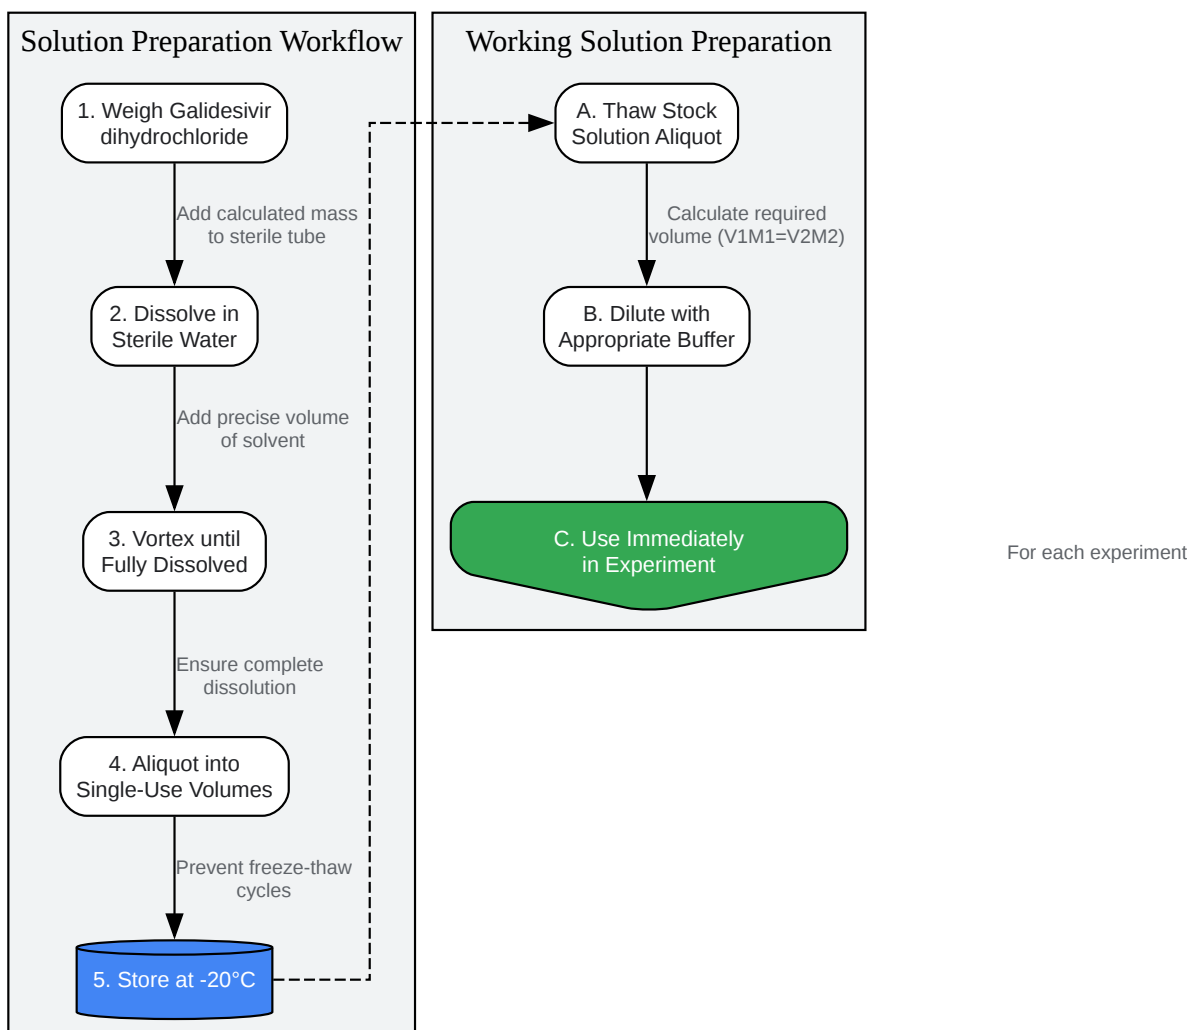 Solution Preparation Workflow
1. Weigh Galidesivir
dihydrochloride
Add calculated mass
to sterile tube
2. Dissolve in
Sterile Water
Add precise volume
of solvent
3. Vortex until
Fully Dissolved
Ensure complete
dissolution
4. Aliquot into
Single-Use Volumes
Prevent freeze-thaw
cycles
5. Store at -20°C
Working Solution Preparation
A. Thaw Stock
Solution Aliquot
Calculate required
volume (V1M1=V2M2)
B. Dilute with
Appropriate Buffer
C. Use Immediately
in Experiment
For each experiment